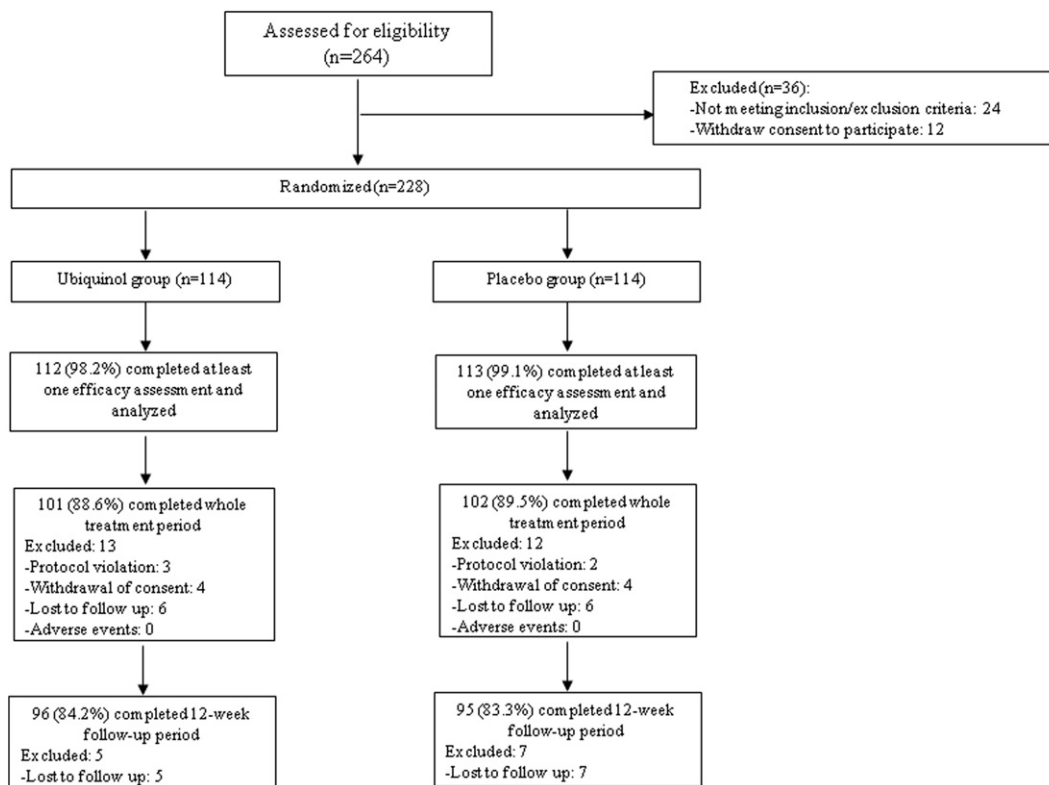 Assessed for eligibility
(n=264)
Excluded (n=36):
-Not meeting inclusion/exclusion criteria: 24
-Withdraw consent to participate: 12
Randomized (n=228)
Ubiquinol group (n=114)
Placebo group (n=114)
112 (98.2%) completed at least
one efficacy assessment and
analyzed
113 (99.1%) completed at least
one efficacy assessment and
analyzed
101 (88.6%) completed whole
treatment period
Excluded: 13
-Protocol violation: 3
-Withdrawal of consent: 4
-Lost to follow up: 6
-Adverse events: 0
102 (89.5%) completed whole
treatment period
Excluded: 12
-Protocol violation: 2
-Withdrawal of consent: 4
-Lost to follow up: 6
-Adverse events: 0
96 (84.2%) completed 12-week
follow-up period
Excluded: 5
-Lost to follow up: 5
95 (83.3%) completed 12-week
follow-up period
Excluded: 7
-Lost to follow up: 7